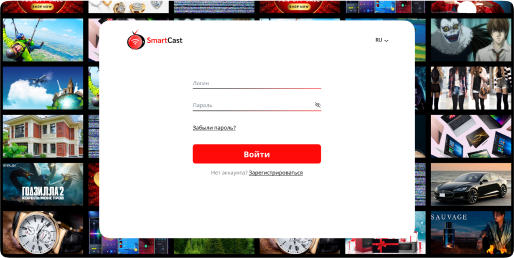 SHOP NOW
SHOP NOW
SmartCast
RU
Логин
Пароль
Забыли пароль?
Войти
Нет аккаунта? Зарегистрироваться
ГОДЗИЛЛА 2
КОРОЛЬ МОНСТРОВ
SAUVAGE